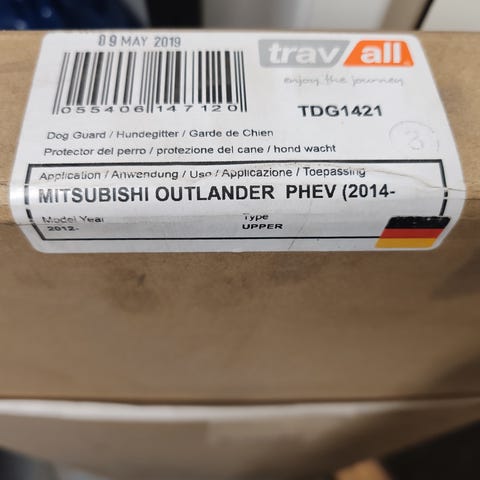 09 MAY 2019
trav all
enjoy the journey
055406 147120
TDG1421
3
Dog Guard / Hundegitter / Garde de Chien
Protector del perro / protezione del cane / hond wacht
Application / Anwendung / Uso / Applicazione / Toepassing
MITSUBISHI OUTLANDER PHEV (2014-
Model Year
Type
2012-
UPPER